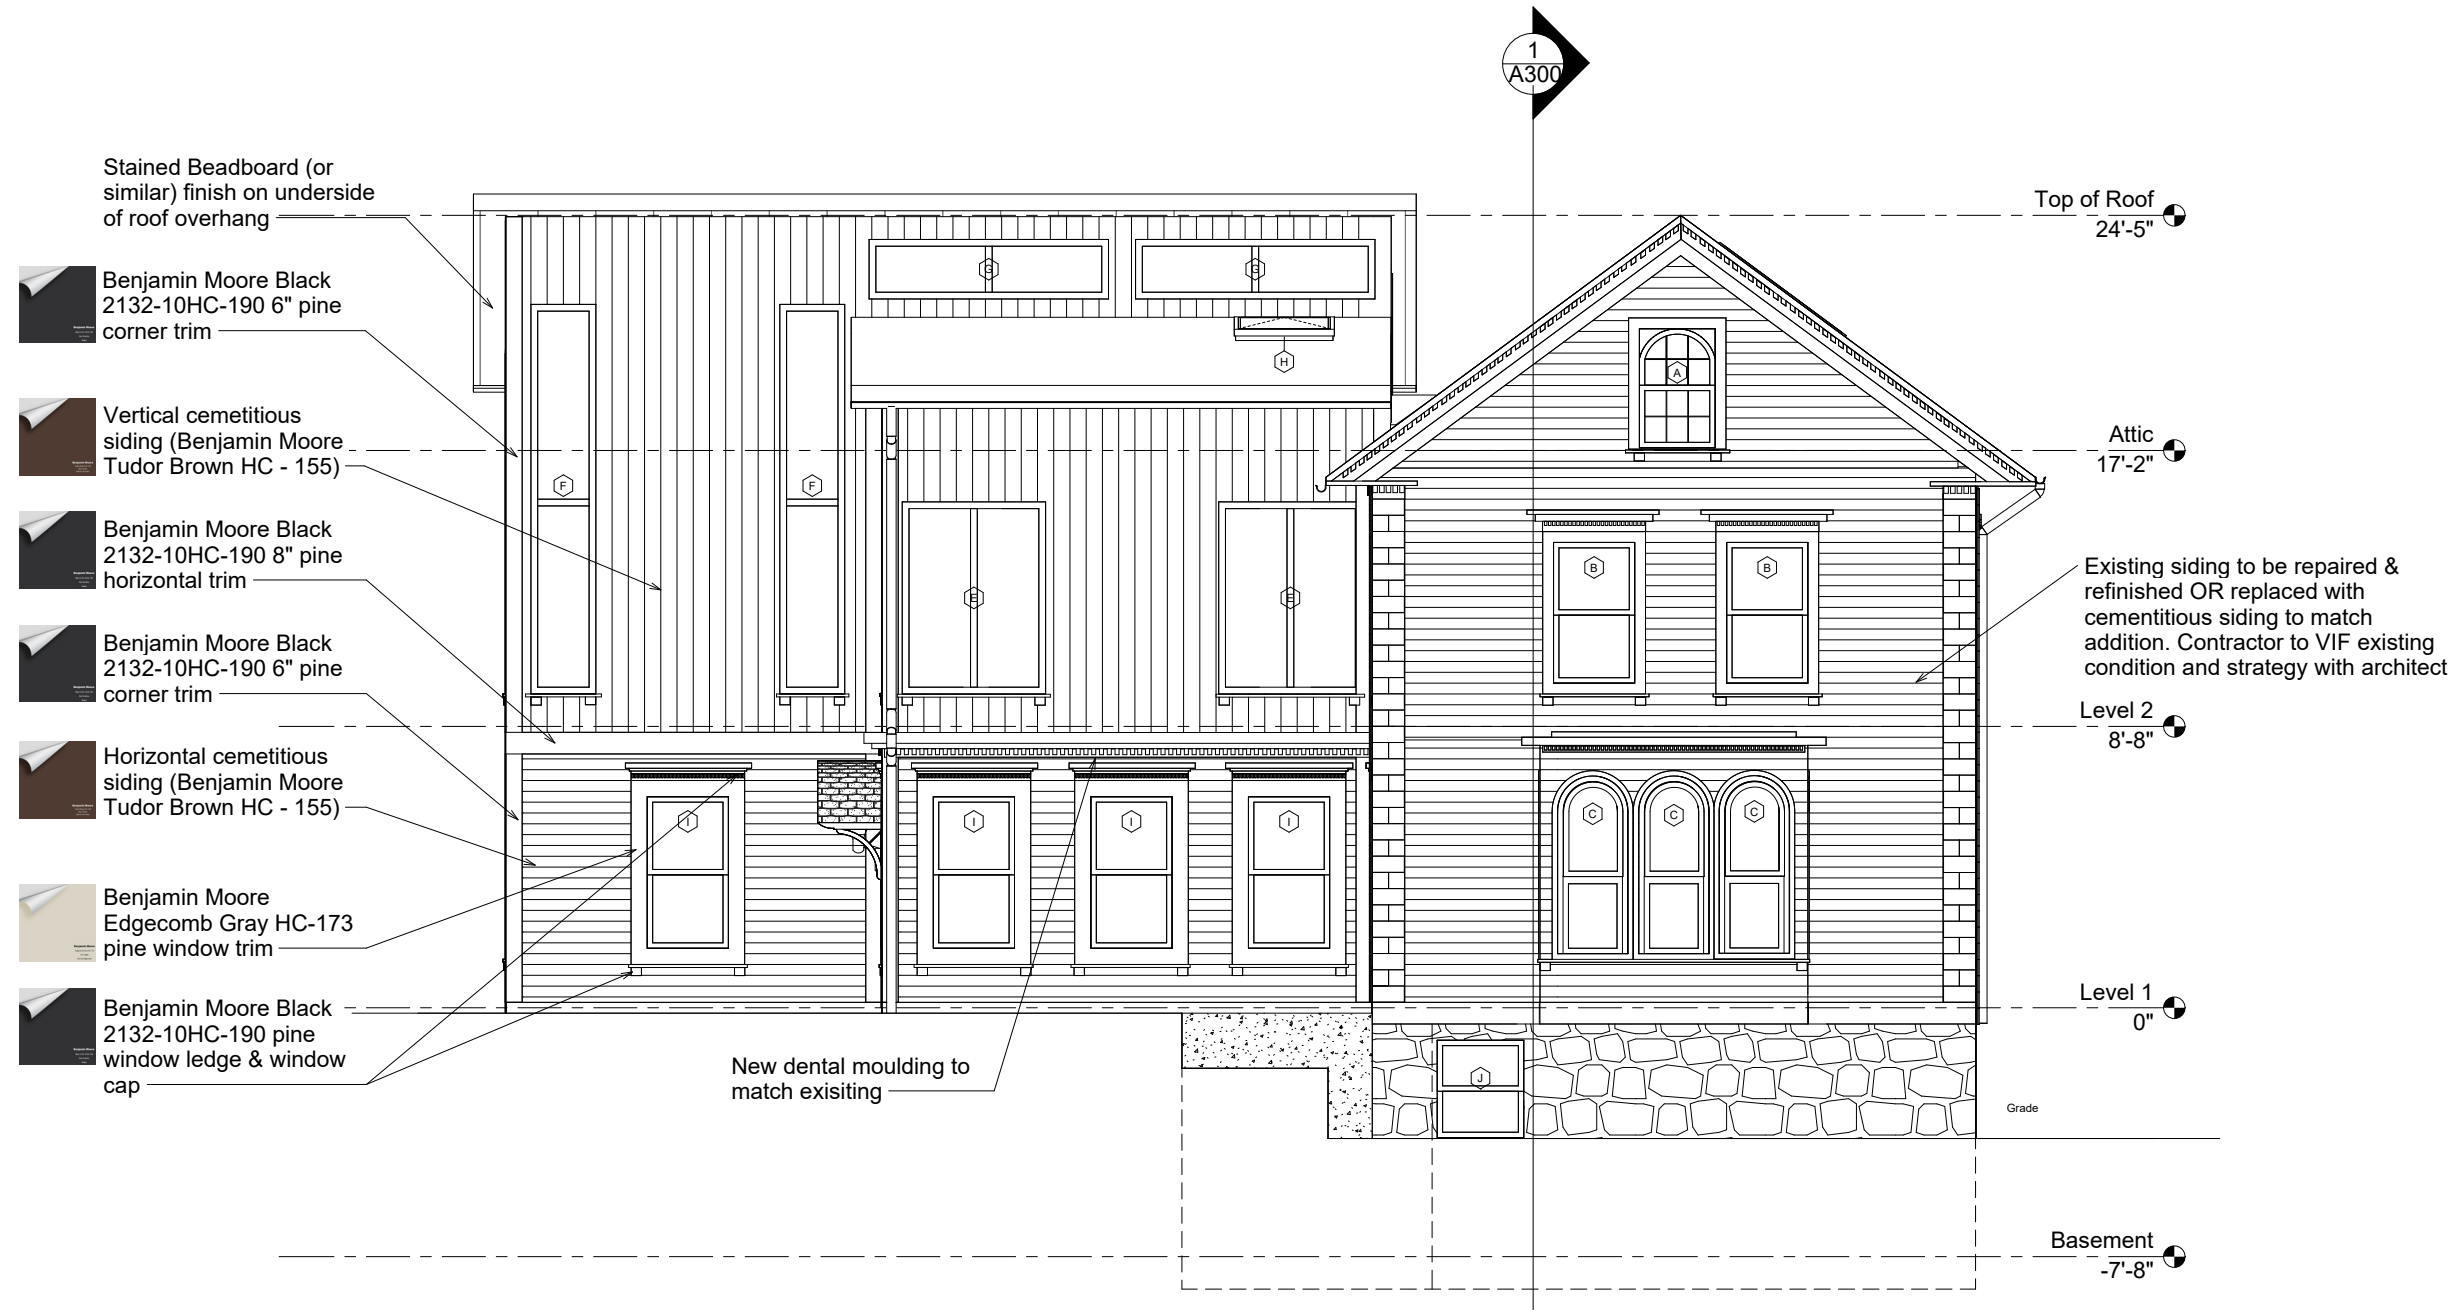 1
A300
Stained Beadboard (or
similar) finish on underside
of roof overhang
Benjamin Moore Black
2132-10HC-190 6" pine
corner trim
Vertical cemetitious
siding (Benjamin Moore
Tudor Brown HC - 155)
Benjamin Moore Black
2132-10HC-190 8" pine
horizontal trim
Benjamin Moore Black
2132-10HC-190 6" pine
corner trim
Horizontal cemetitious
siding (Benjamin Moore
Tudor Brown HC - 155)
Benjamin Moore
Edgecomb Gray HC-173
pine window trim
Benjamin Moore Black
2132-10HC-190 pine
window ledge & window
cap
New dental moulding to
match exisiting
G
G
H
A
F
F
E
E
B
B
I
I
I
I
C
C
C
J
Top of Roof
24'-5"
Attic
17'-2"
Existing siding to be repaired &
refinished OR replaced with
cementitious siding to match
addition. Contractor to VIF existing
condition and strategy with architect
Level 2
8'-8"
Level 1
0"
Grade
Basement
-7'-8"